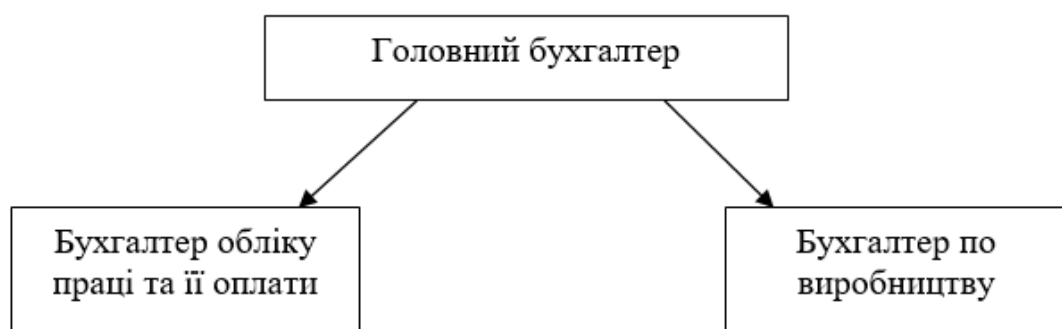 Головний бухгалтер
Бухгалтер обліку
праці та її оплати
Бухгалтер по
виробництву